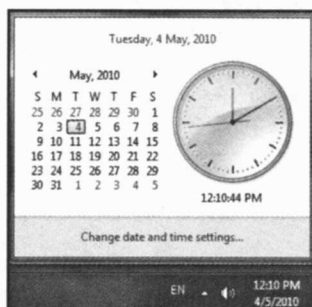 Tuesday, 4 May, 2010
May, 2010
S M T W T F S
25 26 27 28 29 30 1
2 3 4 5 6 7 8
9 10 11 12 13 14 15
16 17 18 19 20 21 22
23 24 25 26 27 28 29
30 31 1 2 3 4 5
12:10:44 PM
Change date and time settings...
EN
12:10 PM
4/5/2010